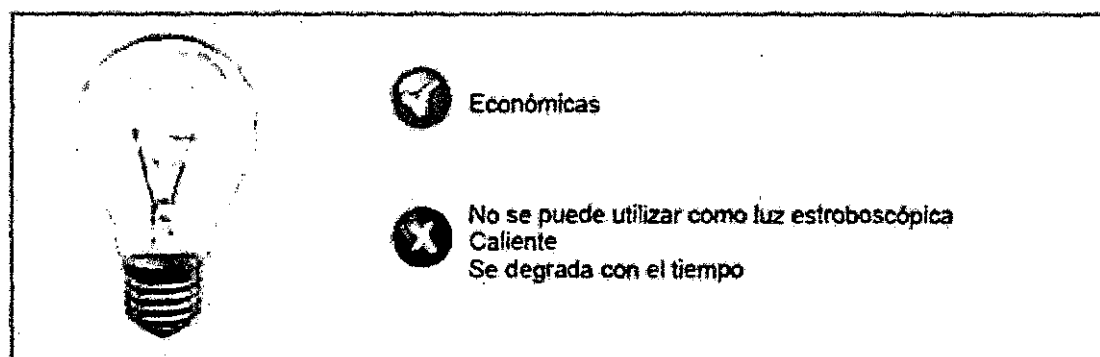 Económicas
No se puede utilizar como luz estroboscópica
Caliente
Se degrada con el tiempo